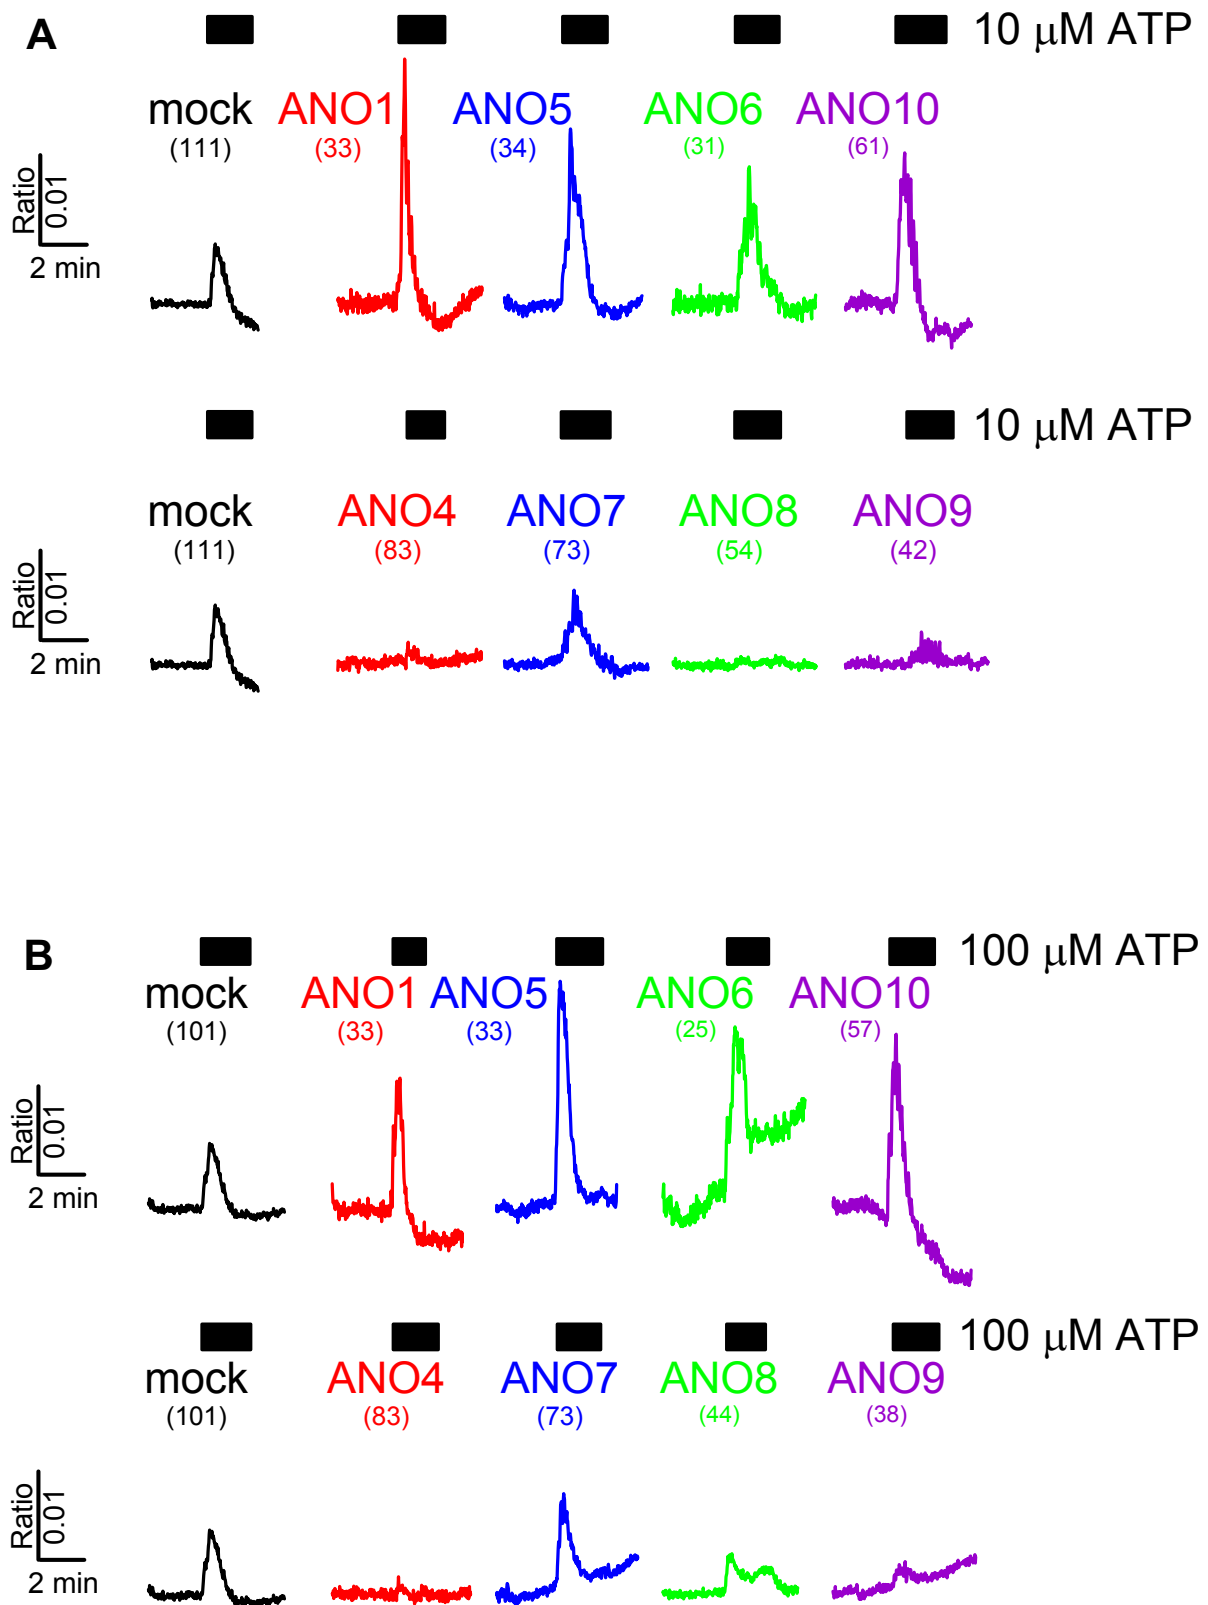 A
10 μM ATP
mock ANO1 ANO5 ANO6 ANO10
(111) (33) (34) (31) (61)
Ratio
0.01
2 min
10 μM ATP
mock ANO4 ANO7 ANO8 ANO9
(111) (83) (73) (54) (42)
Ratio
0.01
2 min
B
100 μM ATP
mock ANO1 ANO5 ANO6 ANO10
(101) (33) (33) (25) (57)
Ratio
0.01
2 min
100 μM ATP
mock ANO4 ANO7 ANO8 ANO9
(101) (83) (73) (44) (38)
Ratio
0.01
2 min